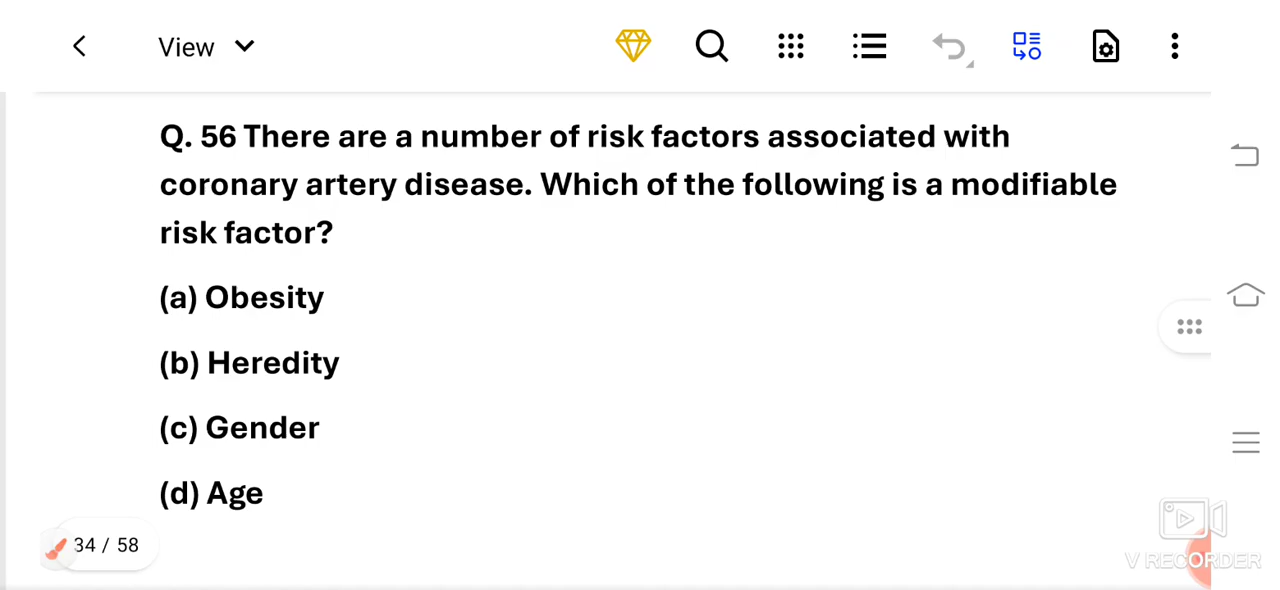 View
Q. 56 There are a number of risk factors associated with
coronary artery disease. Which of the following is a modifiable
risk factor?
(a) Obesity
(b) Heredity
(c) Gender
(d) Age
34 / 58
V RECORDER